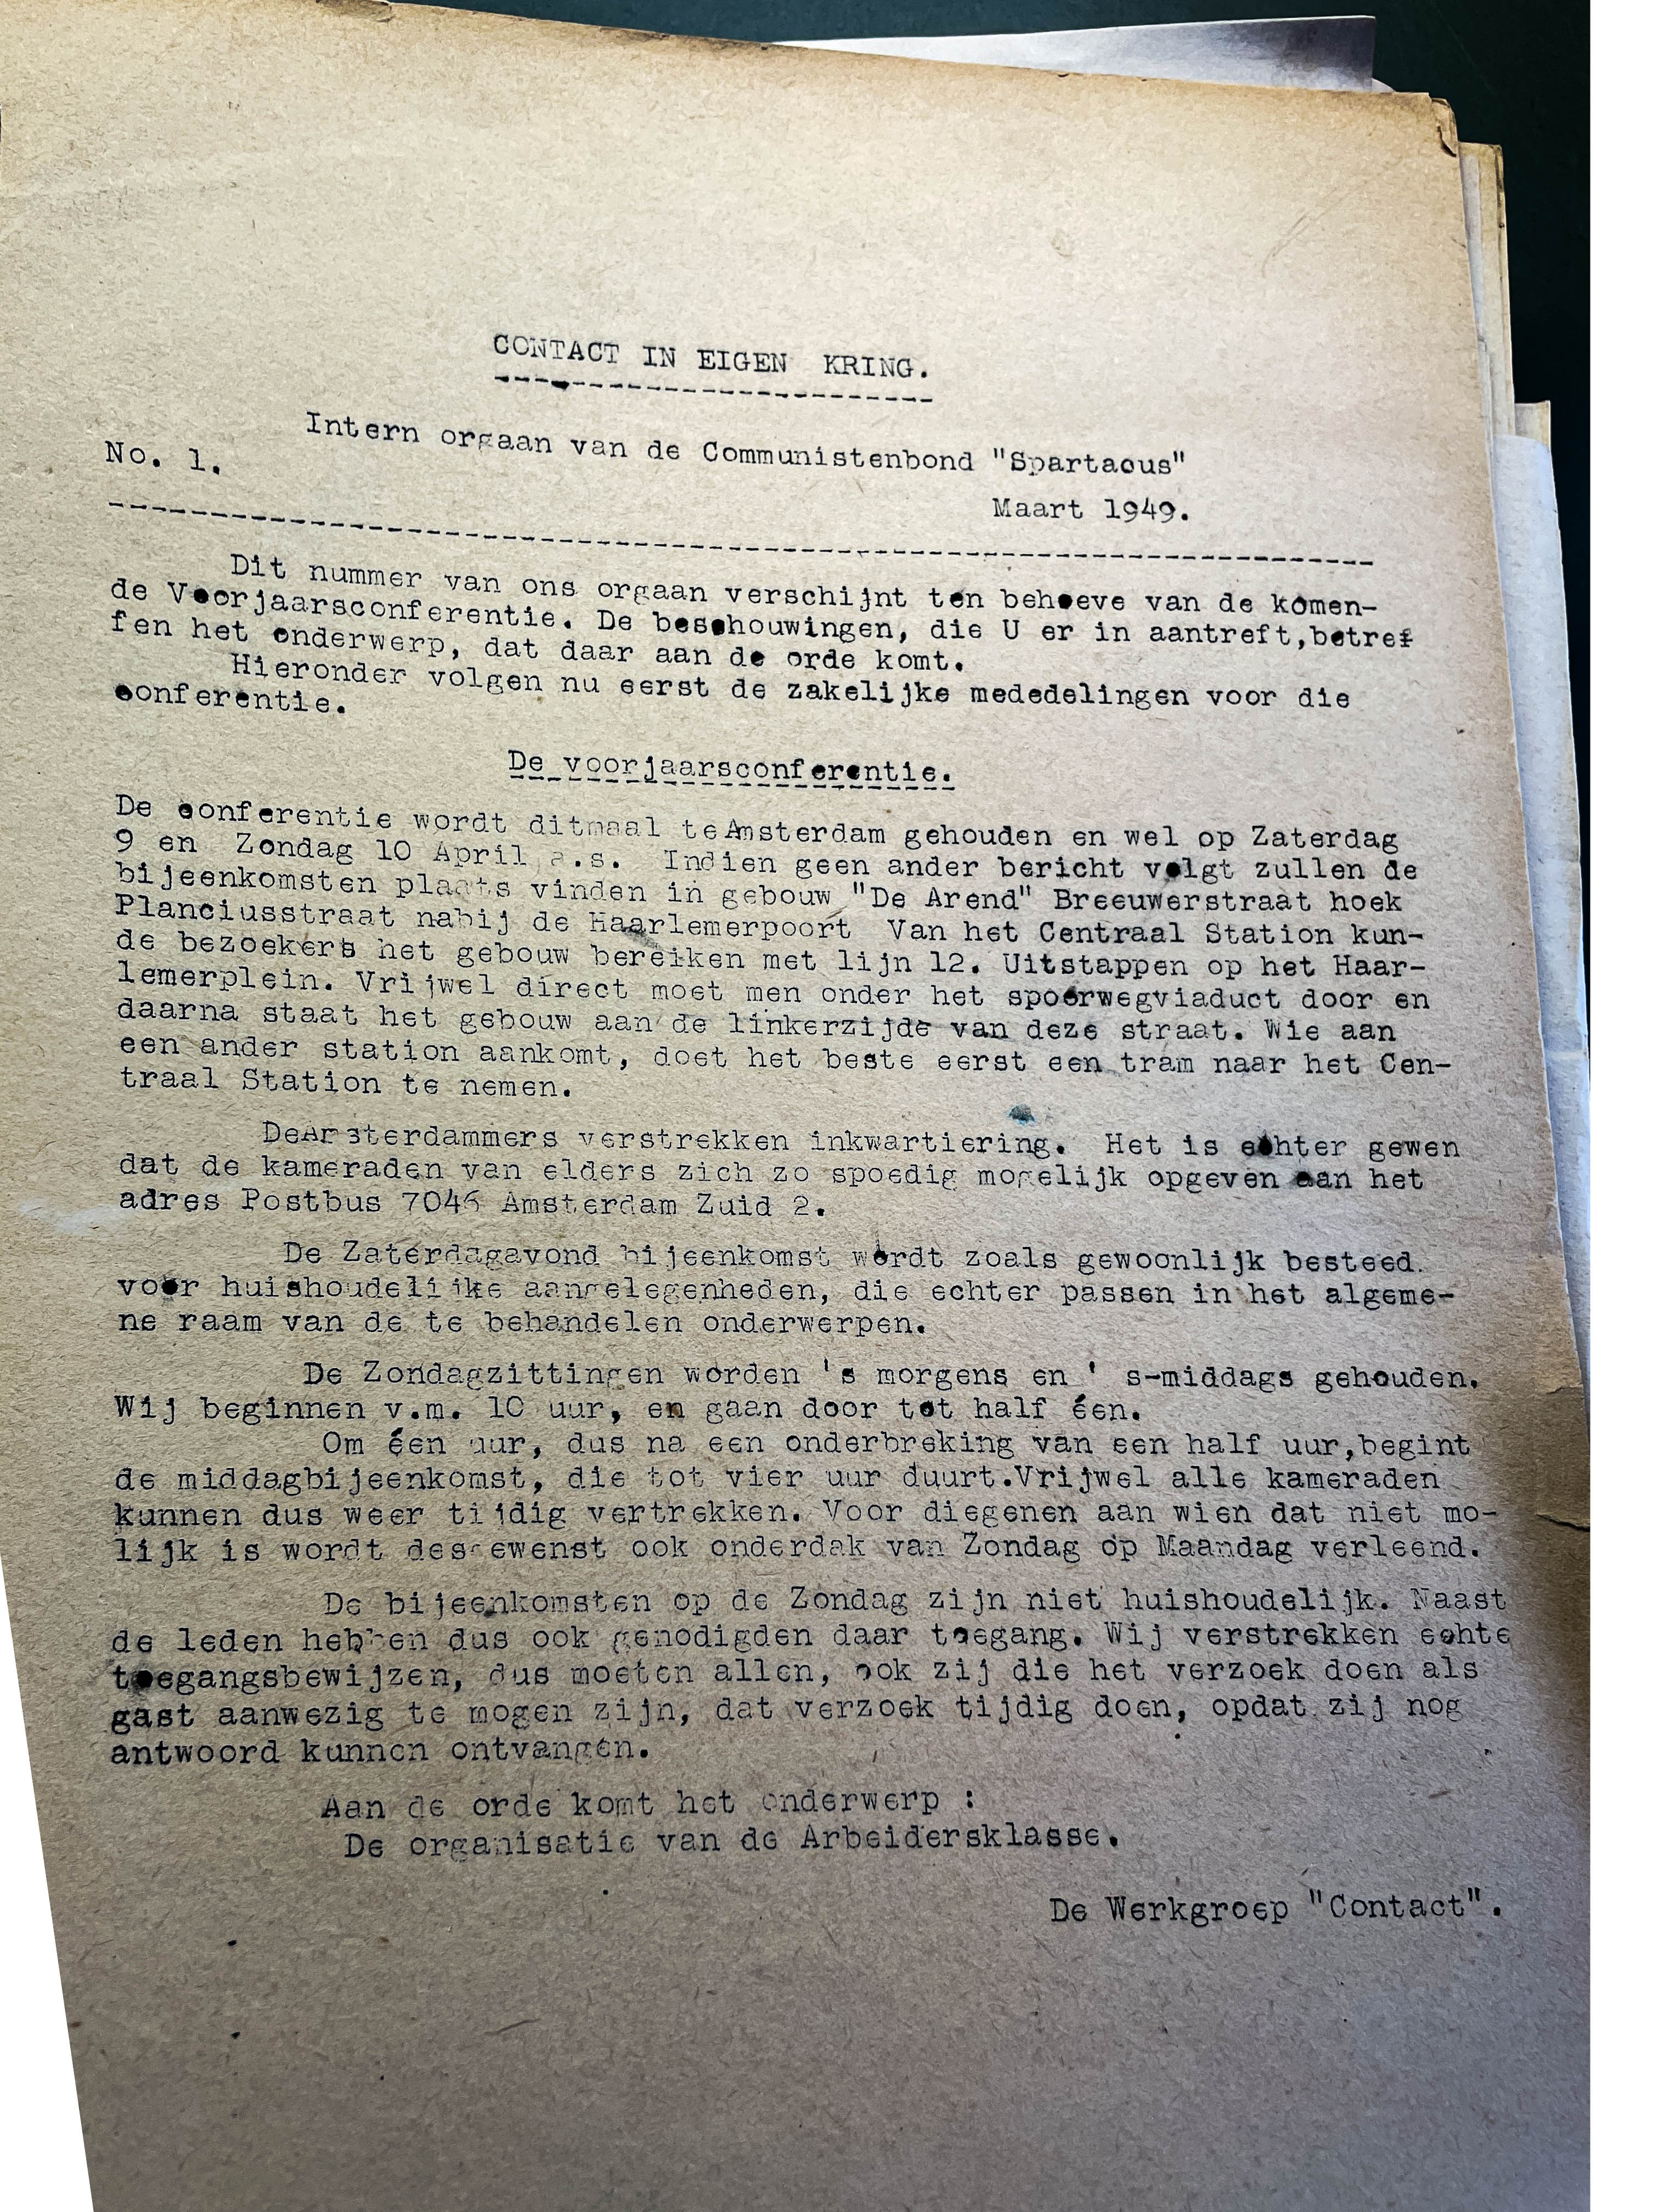 CONTACT IN EIGEN KRING.
Intern orgaan van de Communistenbond "Spartacus"
No. 1.
Maart 1949.
Dit nummer van ons orgaan verschijnt ten behoeve van de komen-
de Voorjaarsconferentie. De beschouwingen, die U er in aantreft,betref
fen het onderwerp, dat daar aan de orde komt.
Hieronder volgen nu eerst de zakelijke mededelingen voor die
conferentie.
De voorjaarsconferentie.
De conferentie wordt ditmaal te Amsterdam gehouden en wel op Zaterdag
9 en Zondag 10 April a.s. Indien geen ander bericht volgt zullen de
bijeenkomsten plaats vinden in gebouw "De Arend" Breeuwerstraat hoek
Planciusstraat nabij de Haarlemerpoort Van het Centraal Station kun-
de bezoekers het gebouw bereiken met lijn 12. Uitstappen op het Haar-
lemerplein. Vrijwel direct moet men onder het spoorwegviaduct door en
daarna staat het gebouw aan de linkerzijde van deze straat. Wie aan
een ander station aankomt, doet het beste eerst een tram naar het Cen-
traal Station te nemen.
De Amsterdammers verstrekken inkwartiering. Het is echter gewen
dat de kameraden van elders zich zo spoedig mogelijk opgeven aan het
adres Postbus 7046 Amsterdam Zuid 2.
De Zaterdagavond bijeenkomst wordt zoals gewoonlijk besteed.
voor huishoudelijke aangelegenheden, die echter passen in het algeme-
ne raam van de te behandelen onderwerpen.
De Zondagzittingen worden 's morgens en ' s-middags gehouden.
Wij beginnen v.m. 10 uur, en gaan door tot half één.
Om één uur, dus na een onderbreking van een half uur,begint
de middagbijeenkomst, die tot vier uur duurt.Vrijwel alle kameraden
kunnen dus weer tijdig vertrekken. Voor diegenen aan wien dat niet mo-
lijk is wordt desgewenst ook onderdak van Zondag op Maandag verleend.
De bijeenkomsten op de Zondag zijn niet huishoudelijk. Naast
de leden hebben dus ook genodigden daar toegang. Wij verstrekken echte
toegangsbewijzen, dus moeten allen, ook zij die het verzoek doen als
gast aanwezig te mogen zijn, dat verzoek tijdig doen, opdat zij nog
antwoord kunnen ontvangen.
Aan de orde komt het onderwerp :
De organisatie van de Arbeidersklasse.
De Werkgroep "Contact".